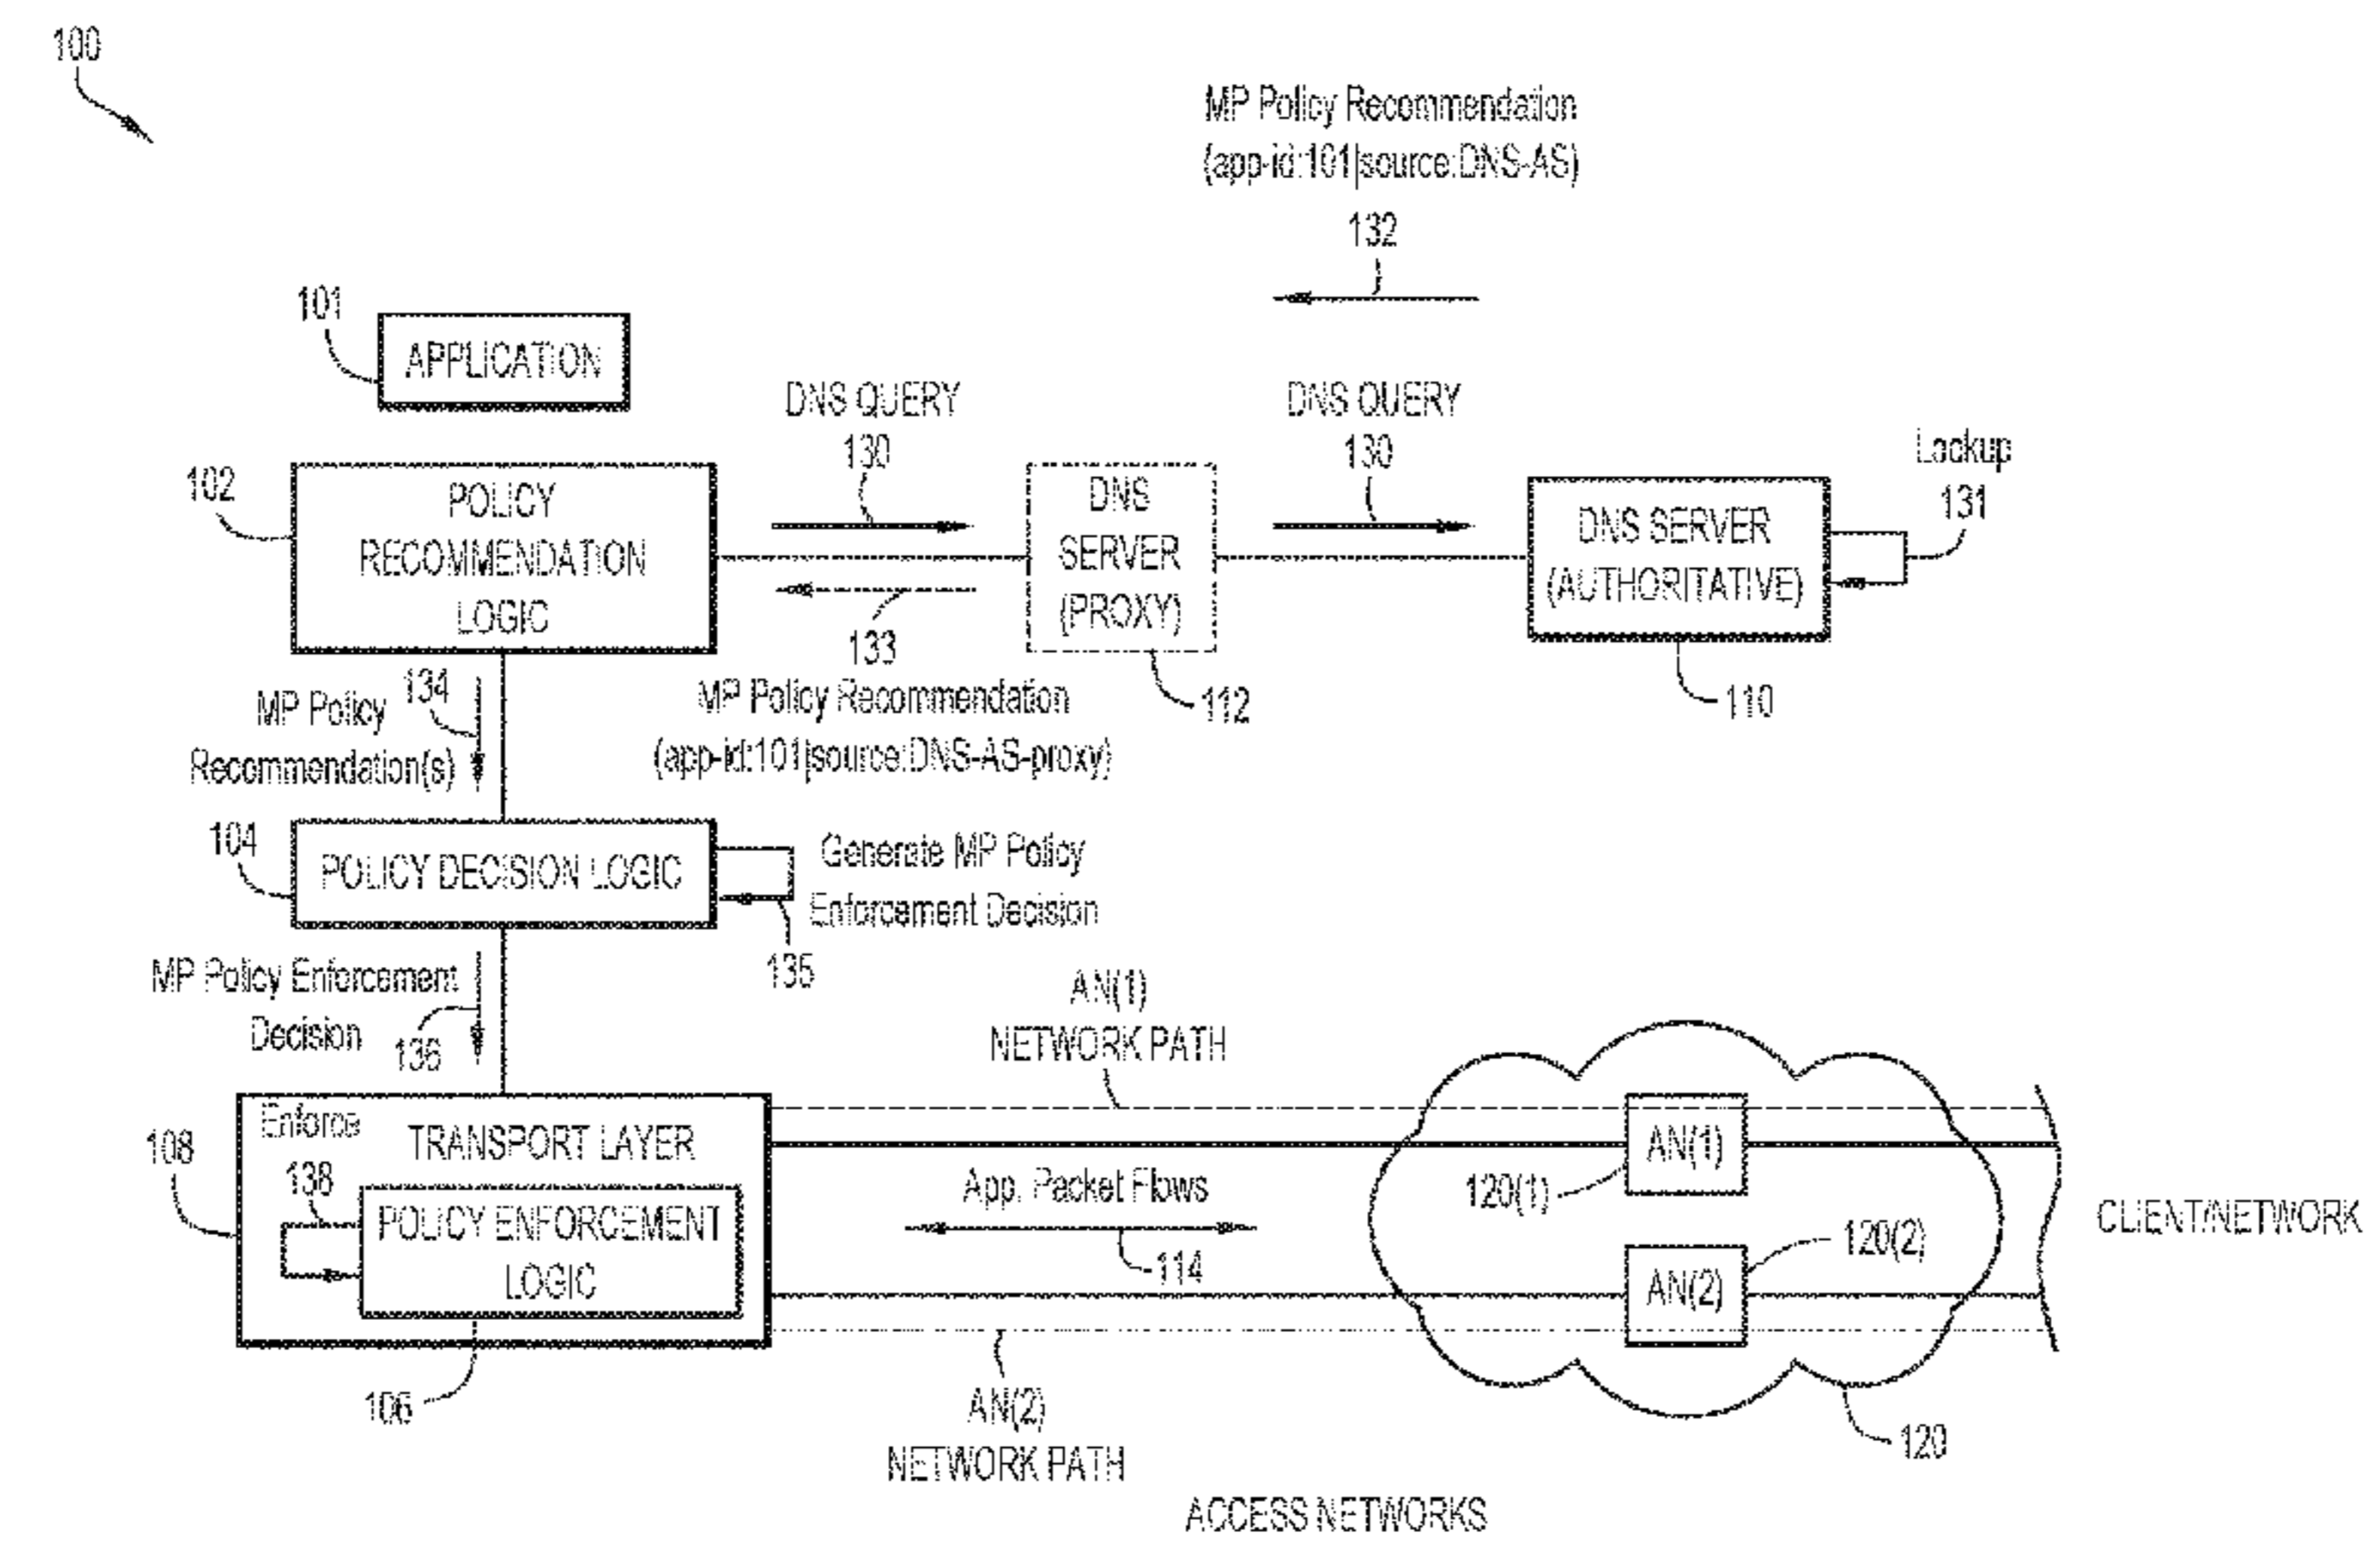 100
MP Policy Recommendation
(app-id:101|source:DNS-AS)
132
101
APPLICATION
DNS QUERY
130
DNS QUERY
130
Lookup
131
102
POLICY
RECOMMENDATION
LOGIC
DNS
SERVER
(PROXY)
DNS SERVER
(AUTHORITATIVE)
133
112
110
MP Policy Recommendation
(app-id:101|source:DNS-AS-proxy)
134
MP Policy
Recommendation(s)
104
POLICY DECISION LOGIC
Generate MP Policy
Enforcement Decision
135
MP Policy Enforcement
Decision
136
AN(1)
NETWORK PATH
108
Enforce
TRANSPORT LAYER
138
POLICY ENFORCEMENT
LOGIC
106
App. Packet Flows
114
120(1)
AN(1)
120(2)
AN(2)
CLIENT/NETWORK
AN(2)
NETWORK PATH
120
ACCESS NETWORKS